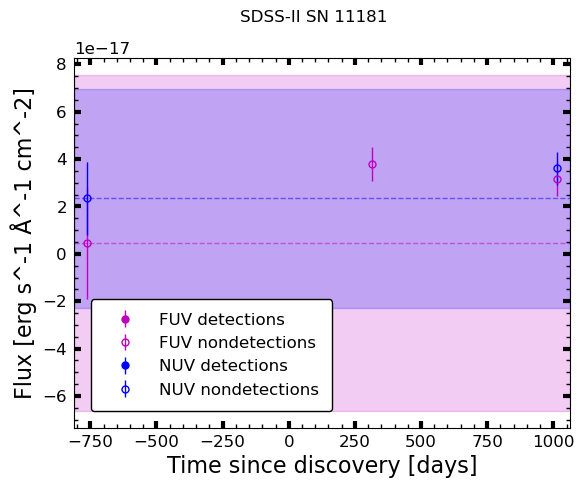 SDSS-II SN 11181
1e−17
Flux [erg s^-1 Å^-1 cm^-2]
8
6
4
2
0
−2
−4
−6
FUV detections
FUV nondetections
NUV detections
NUV nondetections
−750 −500 −250 0 250 500 750 1000
Time since discovery [days]